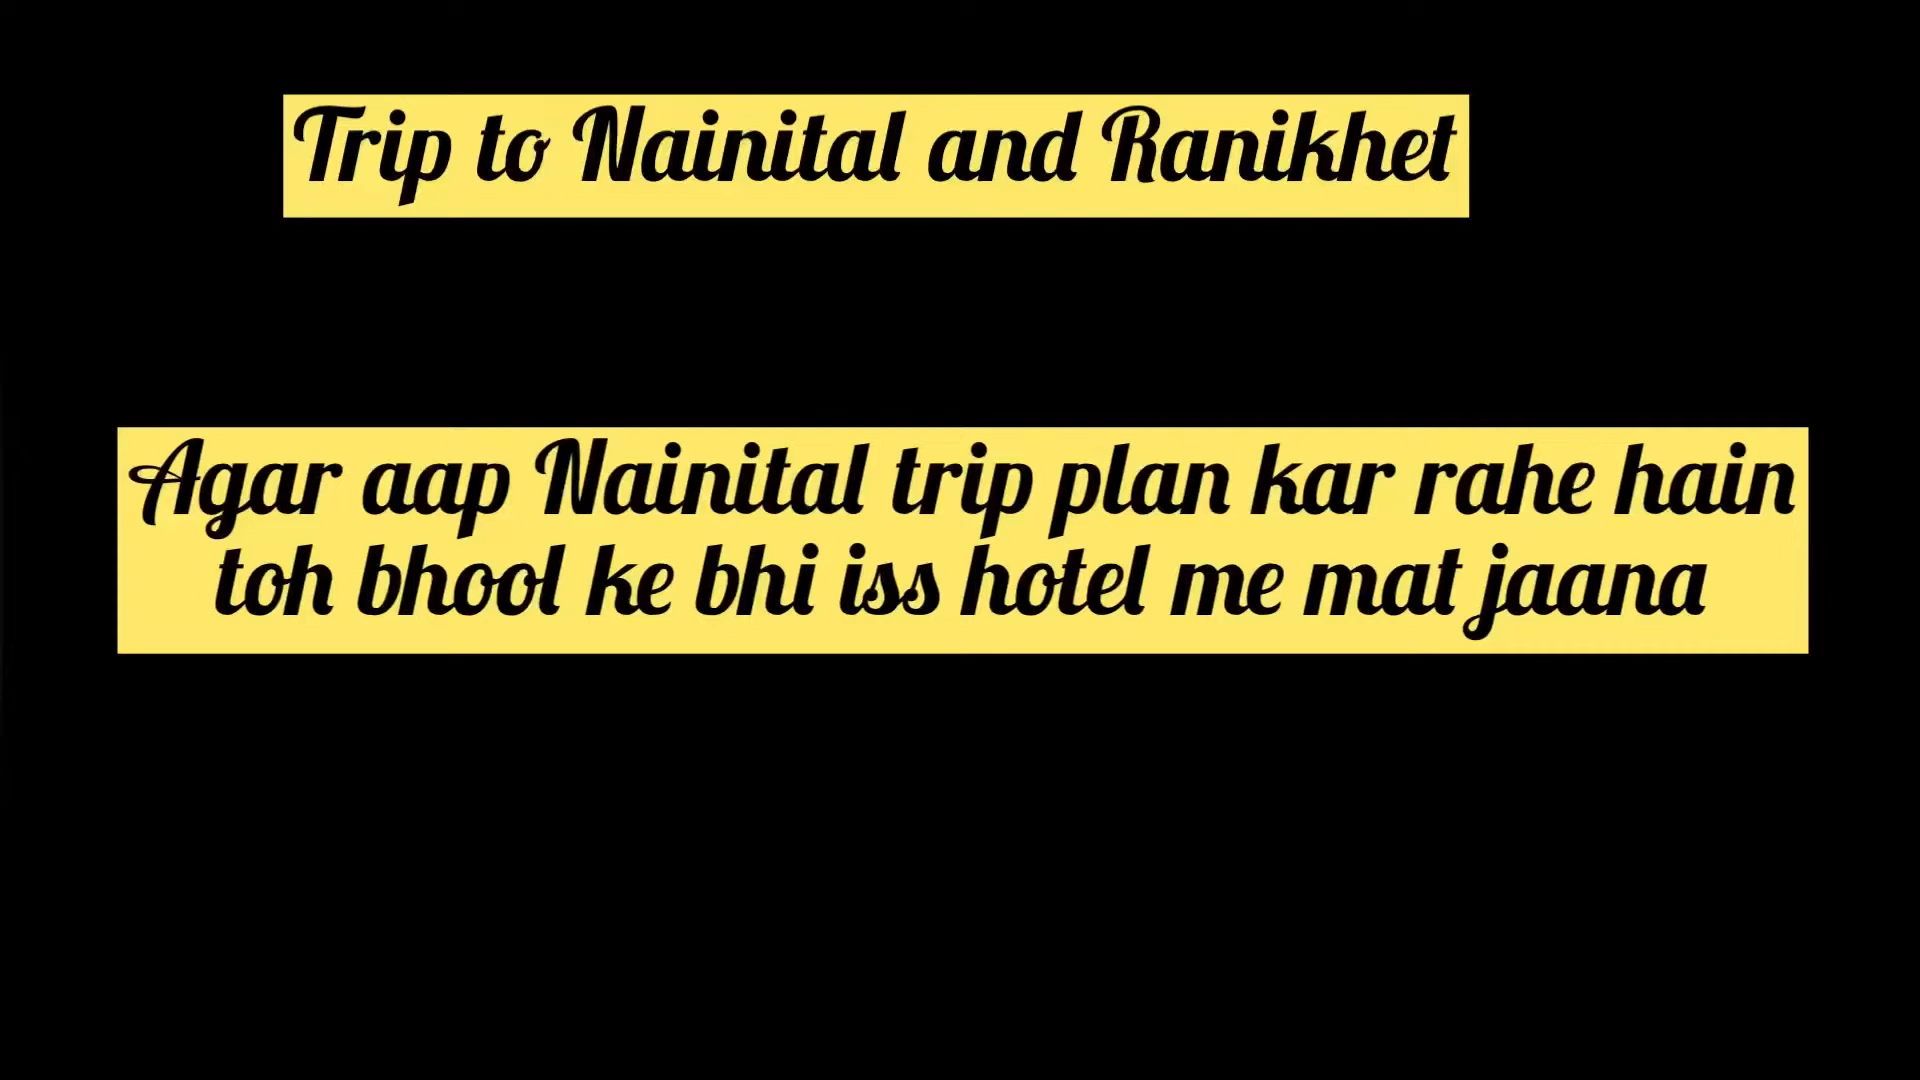 Trip to Nainital and Ranikhet
Agar aap Nainital trip plan kar rahe hain
toh bhool ke bhi iss hotel me mat jaana